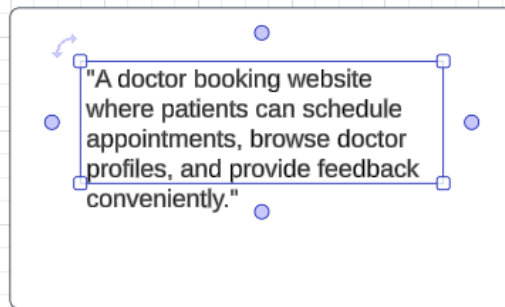 "A doctor booking website
where patients can schedule
appointments, browse doctor
profiles, and provide feedback
conveniently."